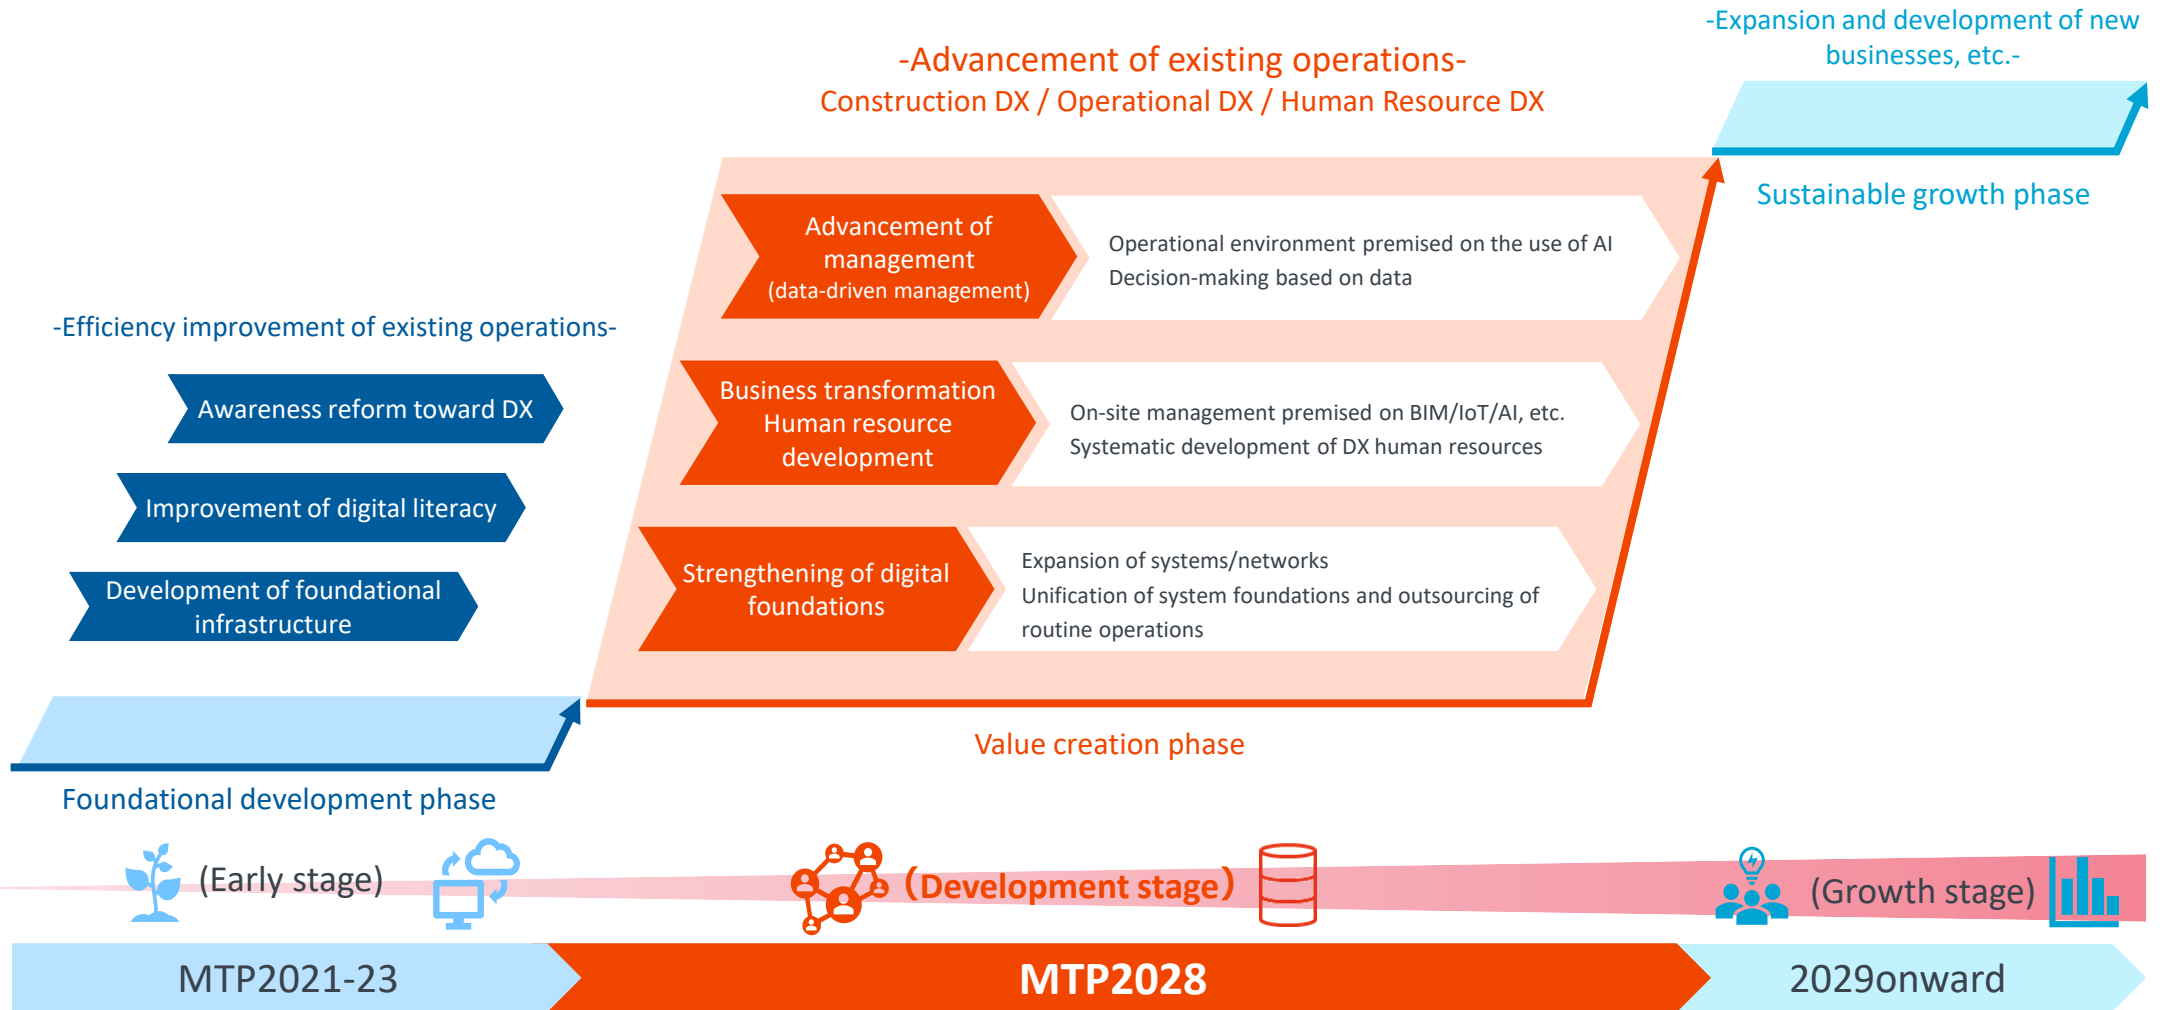 -Expansion and development of new
businesses, etc.-
-Advancement of existing operations-
Construction DX / Operational DX / Human Resource DX
Sustainable growth phase
Advancement of
management
(data-driven management)
Operational environment premised on the use of AI
Decision-making based on data
-Efficiency improvement of existing operations-
Awareness reform toward DX
Improvement of digital literacy
Development of foundational
infrastructure
Business transformation
Human resource
development
On-site management premised on BIM/IoT/AI, etc.
Systematic development of DX human resources
Strengthening of digital
foundations
Expansion of systems/networks
Unification of system foundations and outsourcing of
routine operations
Value creation phase
Foundational development phase
(Early stage)
(Development stage)
(Growth stage)
MTP2021-23
MTP2028
2029onward